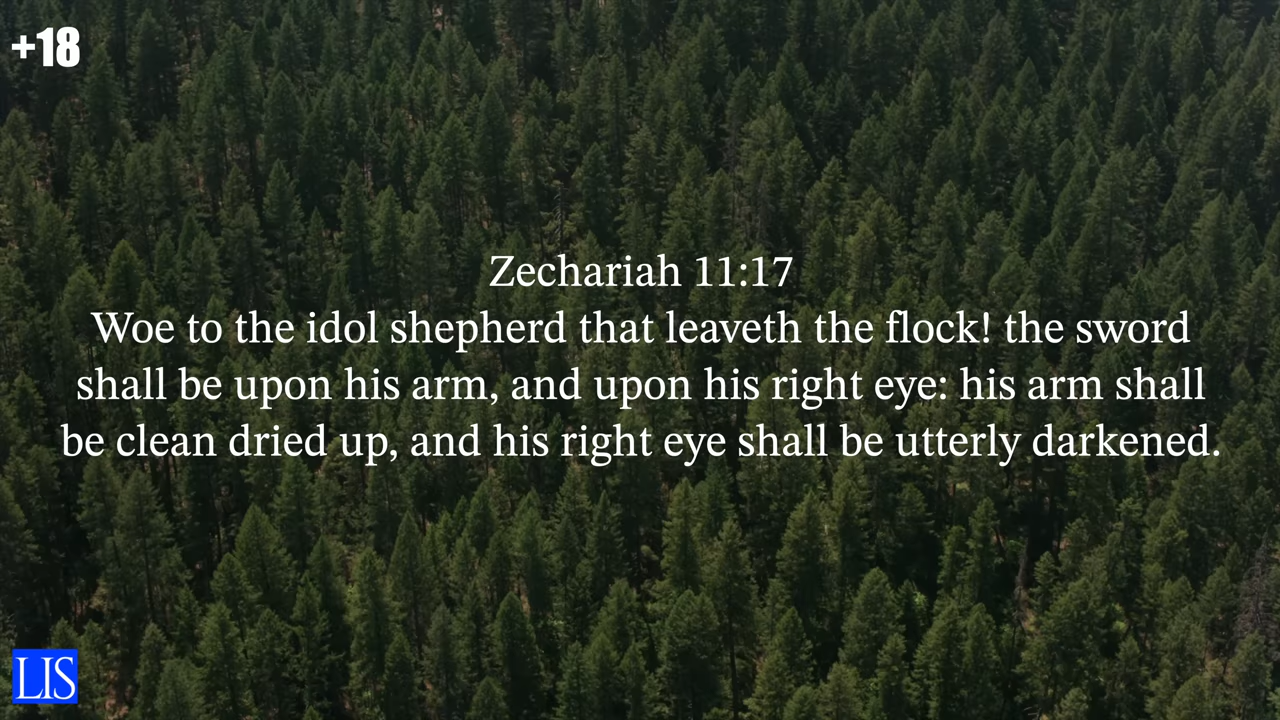 +18
Zechariah 11:17
Woe to the idol shepherd that leaveth the flock! the sword
shall be upon his arm, and upon his right eye: his arm shall
be clean dried up, and his right eye shall be utterly darkened.
LIS